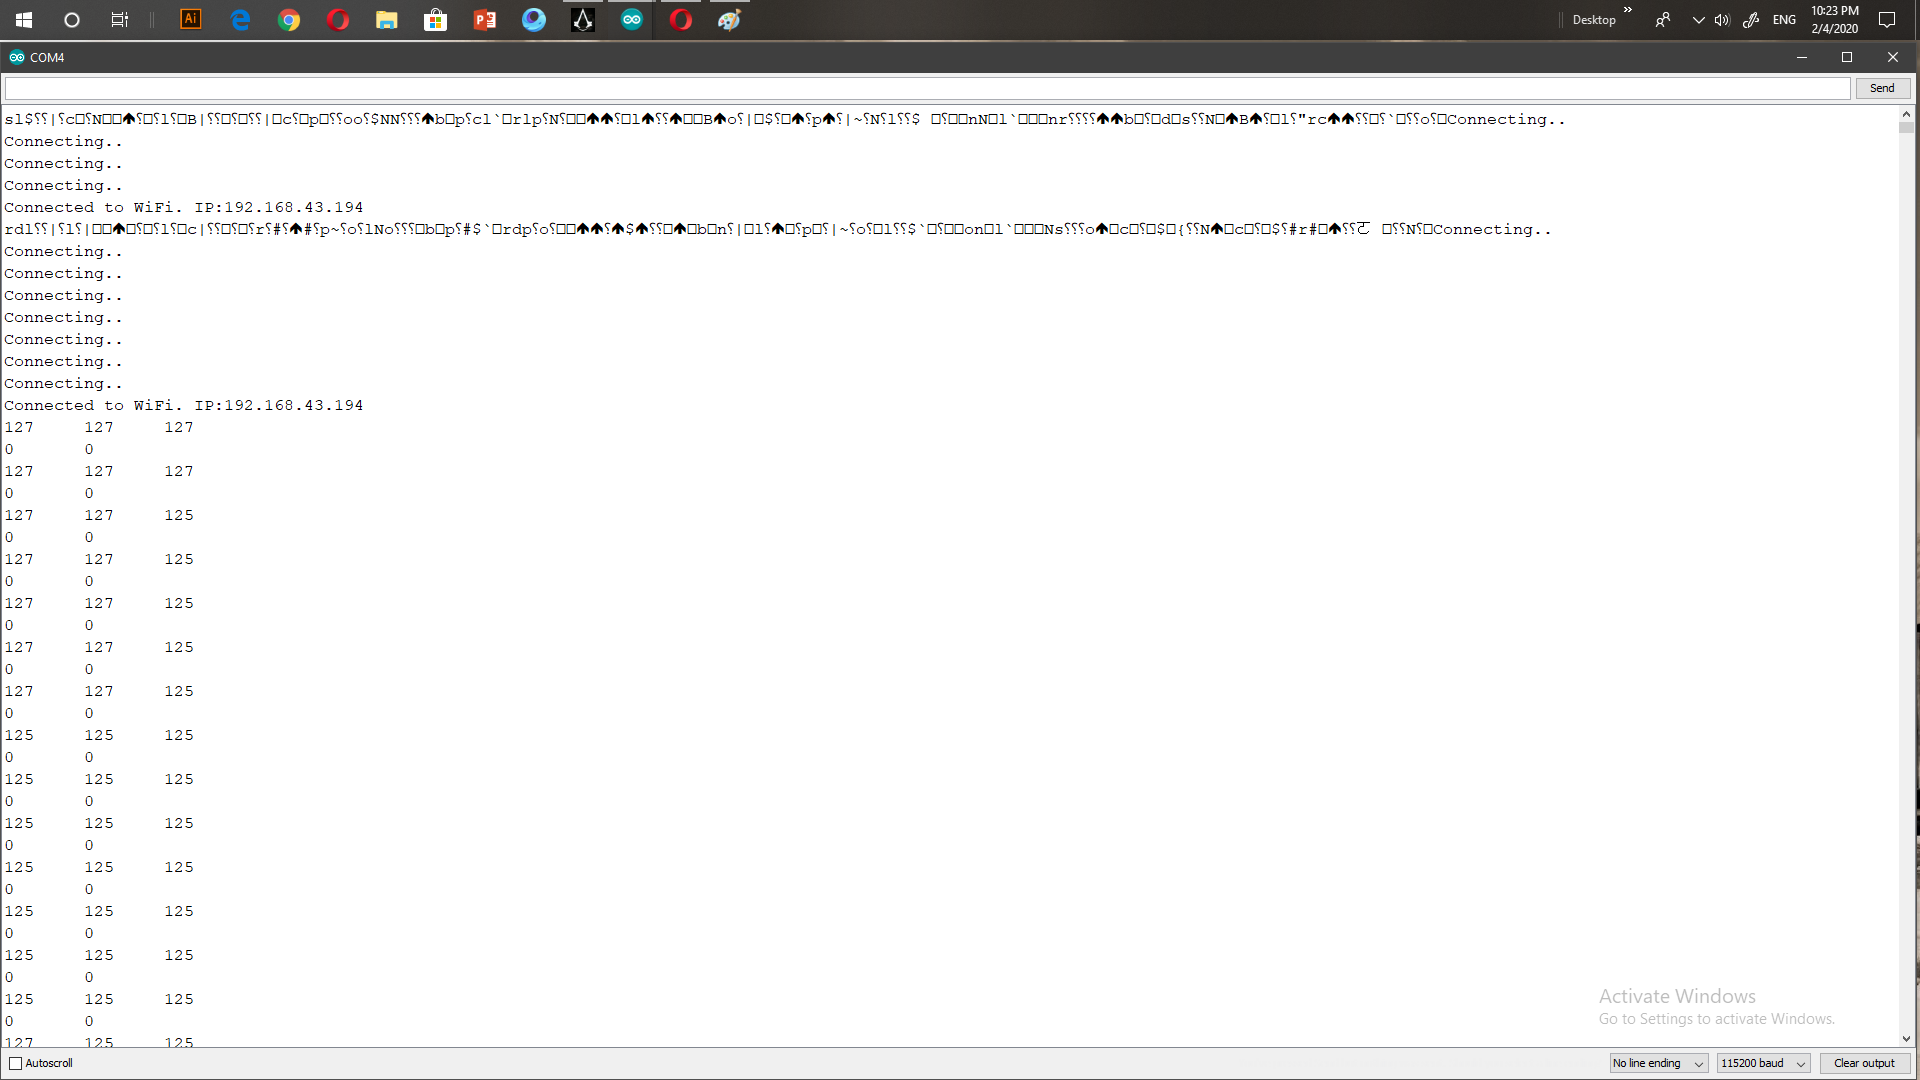 Desktop
ENG
10:23 PM
2/4/2020
COM4
Send
Connecting..
Connecting..
Connecting..
Connecting..
Connected to WiFi. IP:192.168.43.194
Connecting..
Connecting..
Connecting..
Connecting..
Connecting..
Connecting..
Connecting..
Connecting..
Connected to WiFi. IP:192.168.43.194
127 127 127
0 0
127 127 127
0 0
127 127 125
0 0
127 127 125
0 0
127 127 125
0 0
127 127 125
0 0
127 127 125
0 0
125 125 125
0 0
125 125 125
0 0
125 125 125
0 0
125 125 125
0 0
125 125 125
0 0
125 125 125
0 0
125 125 125
0 0
127 125 125
Activate Windows
Go to Settings to activate Windows.
Autoscroll
No line ending
115200 baud
Clear output